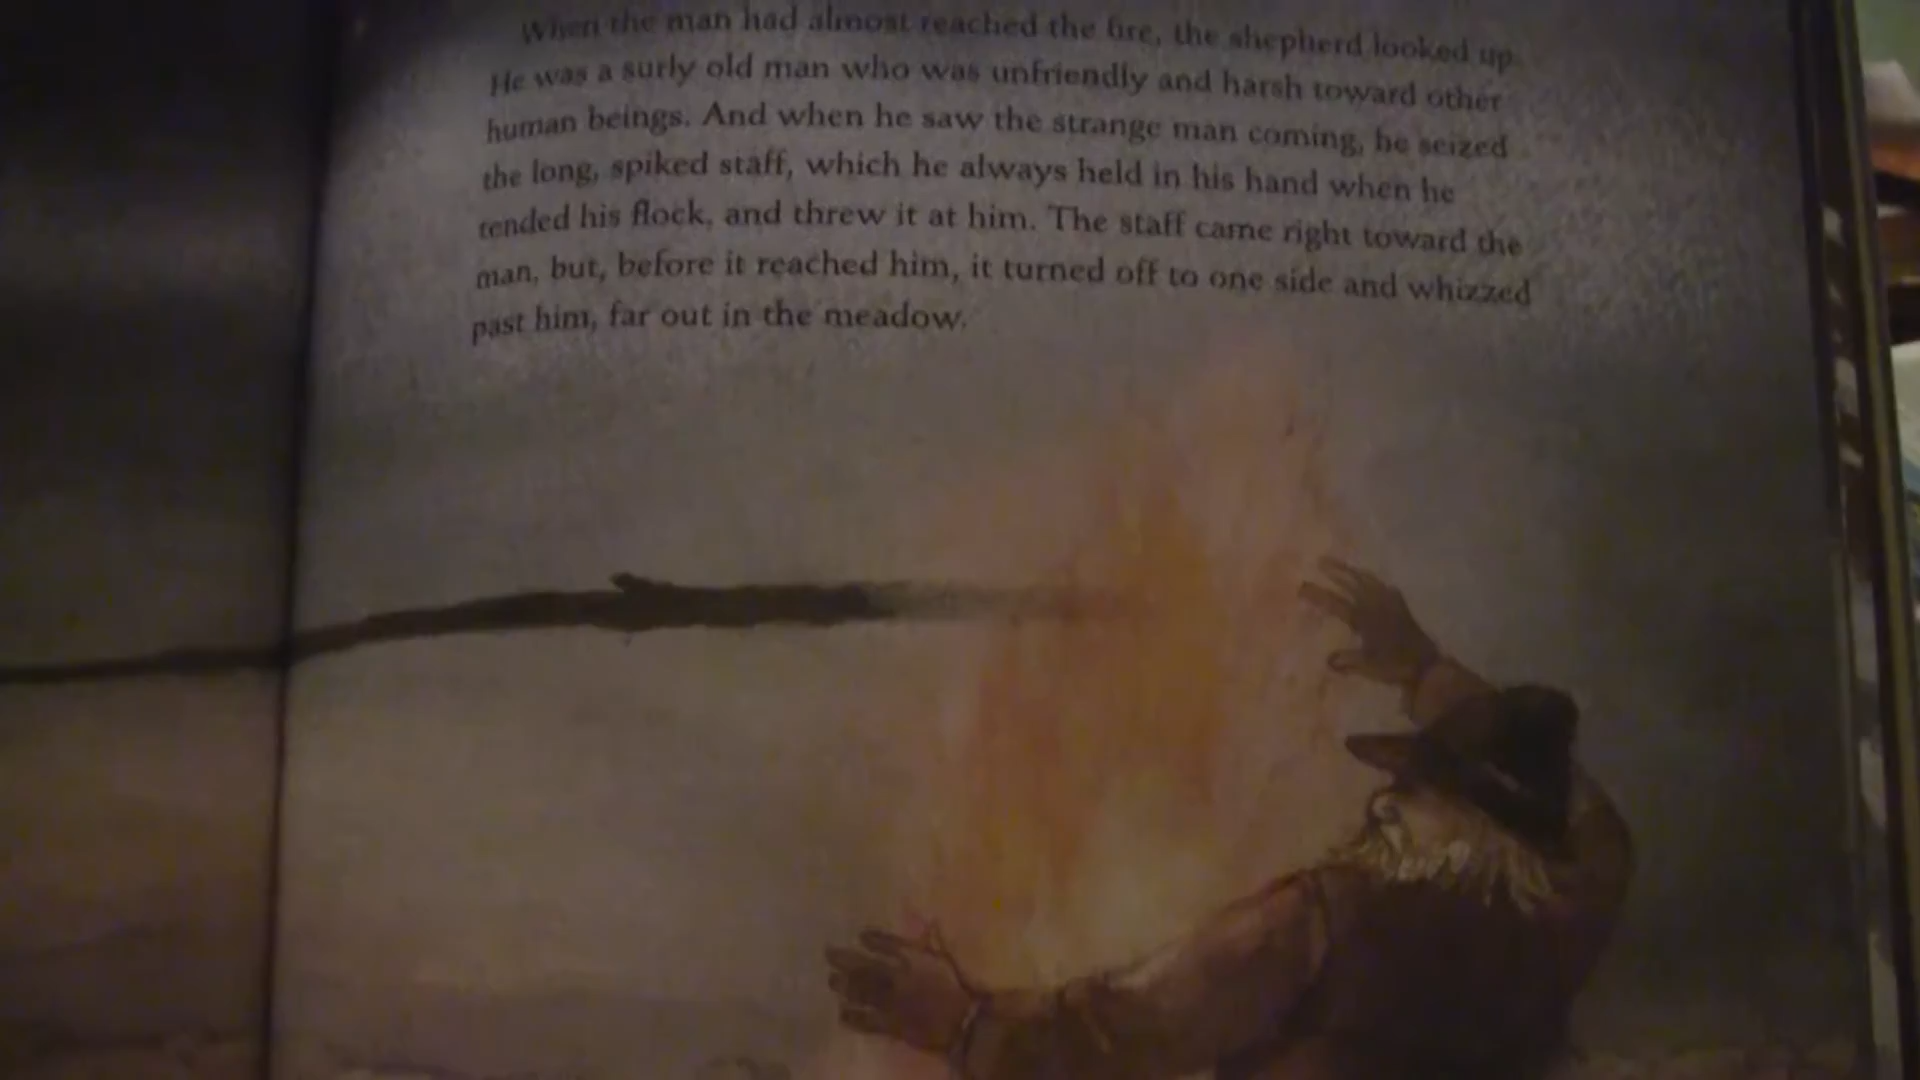 When the man had almost reached the fire, the shepherd looked up.
He was a surly old man who was unfriendly and harsh toward other
human beings. And when he saw the strange man coming, he seized
the long, spiked staff, which he always held in his hand when he
tended his flock, and threw it at him. The staff came right toward the
man, but, before it reached him, it turned off to one side and whizzed
past him, far out in the meadow.